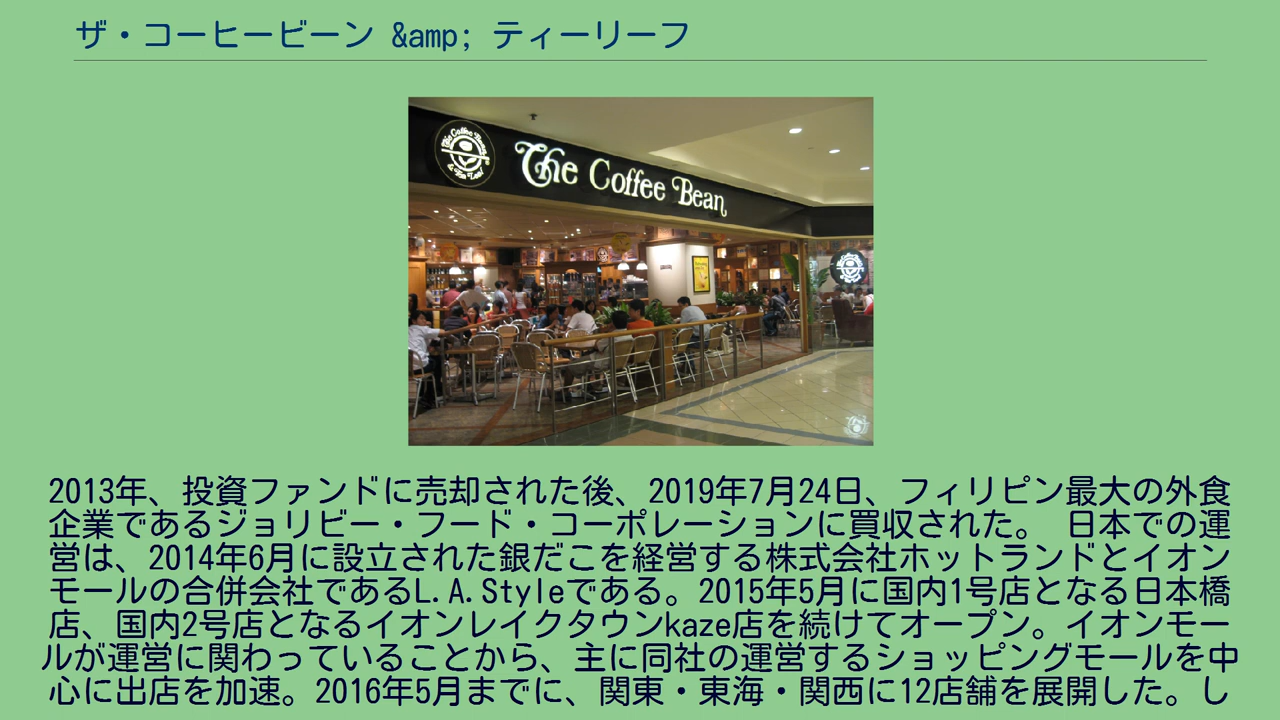 ザ・コーヒービーン &amp; ティーリーフ
The Coffee Bean
2013年、投資ファンドに売却された後、2019年7月24日、フィリピン最大の外食
企業であるジョリビー・フード・コーポレーションに買収された。 日本での運
営は、2014年6月に設立された銀だこを経営する株式会社ホットランドとイオン
モールの合併会社であるL.A.Styleである。2015年5月に国内1号店となる日本橋
店、国内2号店となるイオンレイクタウンkaze店を続けてオープン。イオンモー
ルが運営に関わっていることから、主に同社の運営するショッピングモールを中
心に出店を加速。2016年5月までに、関東・東海・関西に12店舗を展開した。し